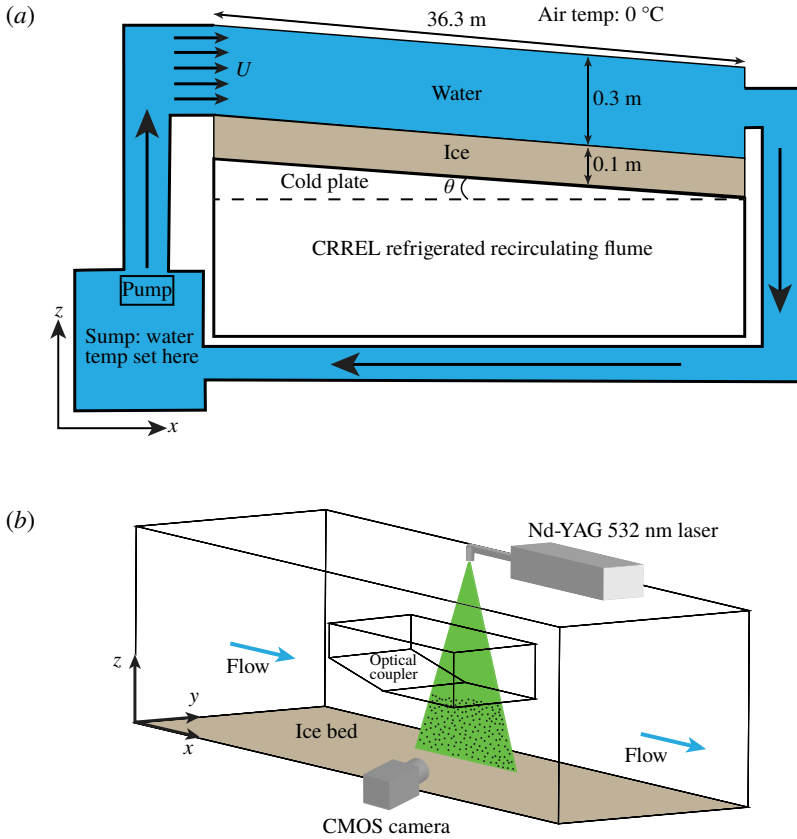 (a)
36.3 m
Air temp: 0 °C
U
Water
0.3 m
Ice
0.1 m
Cold plate
θ
CRREL refrigerated recirculating flume
Pump
z
Sump: water
temp set here
x
(b)
Nd-YAG 532 nm laser
Optical
coupler
z
Flow
y
Ice bed
x
Flow
CMOS camera